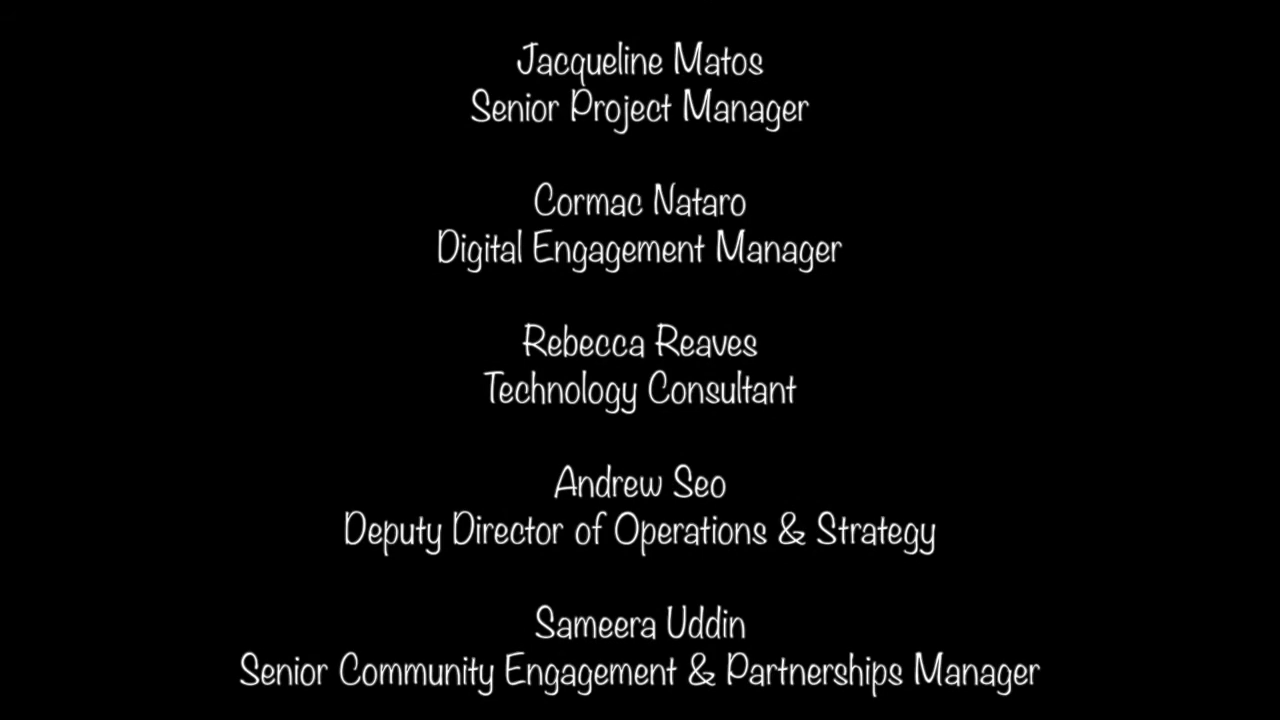 Jacqueline Matos
Senior Project Manager
Cormac Nataro
Digital Engagement Manager
Rebecca Reaves
Technology Consultant
Andrew Seo
Deputy Director of Operations & Strategy
Sameera Uddin
Senior Community Engagement & Partnerships Manager